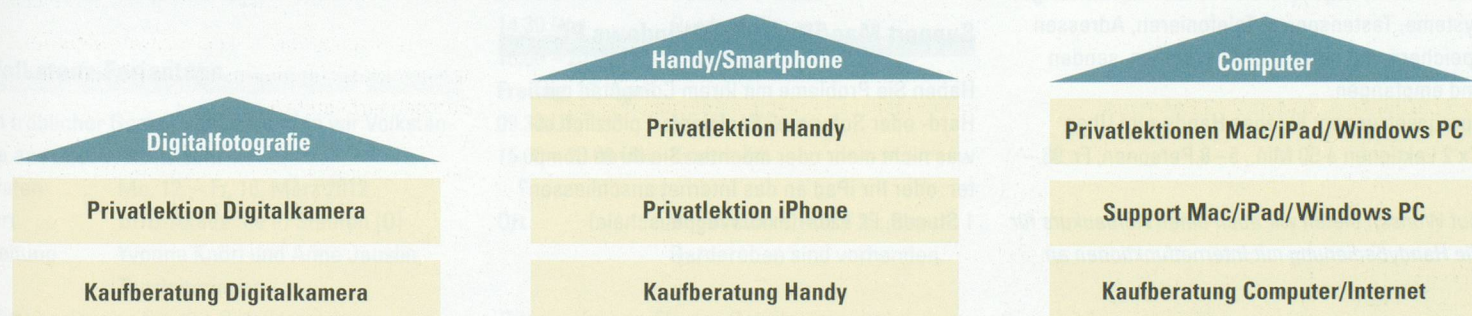 Digitalfotografie
Privatlektion Digitalkamera
Kaufberatung Digitalkamera
Handy/Smartphone
Privatlektion Handy
Privatlektion iPhone
Kaufberatung Handy
Computer
Privatlektionen Mac/iPad/Windows PC
Support Mac/iPad/Windows PC
Kaufberatung Computer/Internet